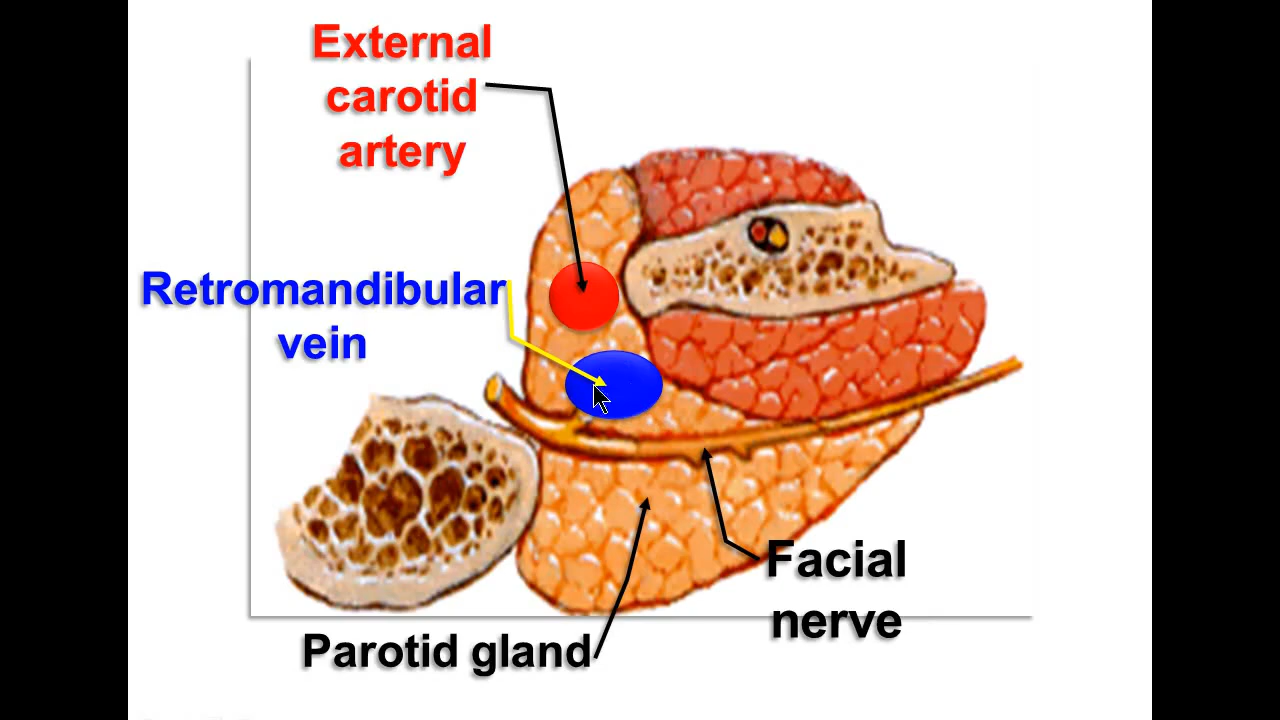 External
carotid
artery
Retromandibular
vein
Facial
nerve
Parotid gland